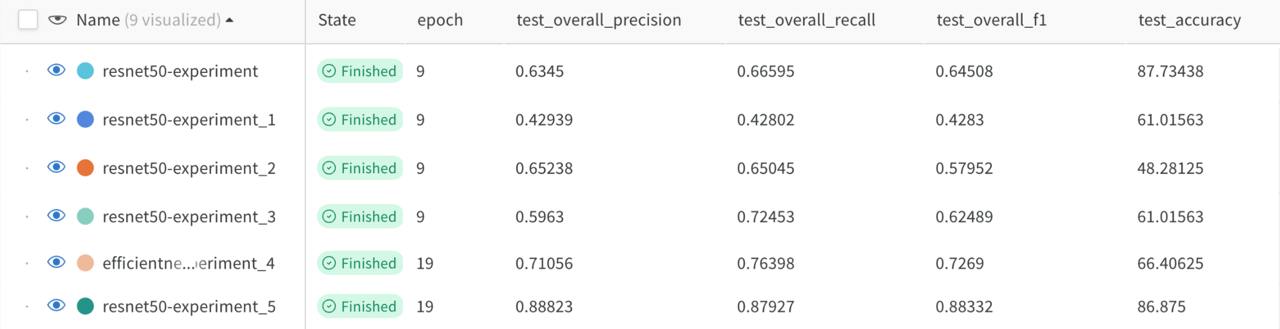 Name (9 visualized) State epoch test_overall_precision test_overall_recall test_overall_f1 test_accuracy
resnet50-experiment Finished 9 0.6345 0.66595 0.64508 87.73438
resnet50-experiment_1 Finished 9 0.42939 0.42802 0.4283 61.01563
resnet50-experiment_2 Finished 9 0.65238 0.65045 0.57952 48.28125
resnet50-experiment_3 Finished 9 0.5963 0.72453 0.62489 61.01563
efficientne...eriment_4 Finished 19 0.71056 0.76398 0.7269 66.40625
resnet50-experiment_5 Finished 19 0.88823 0.87927 0.88332 86.875